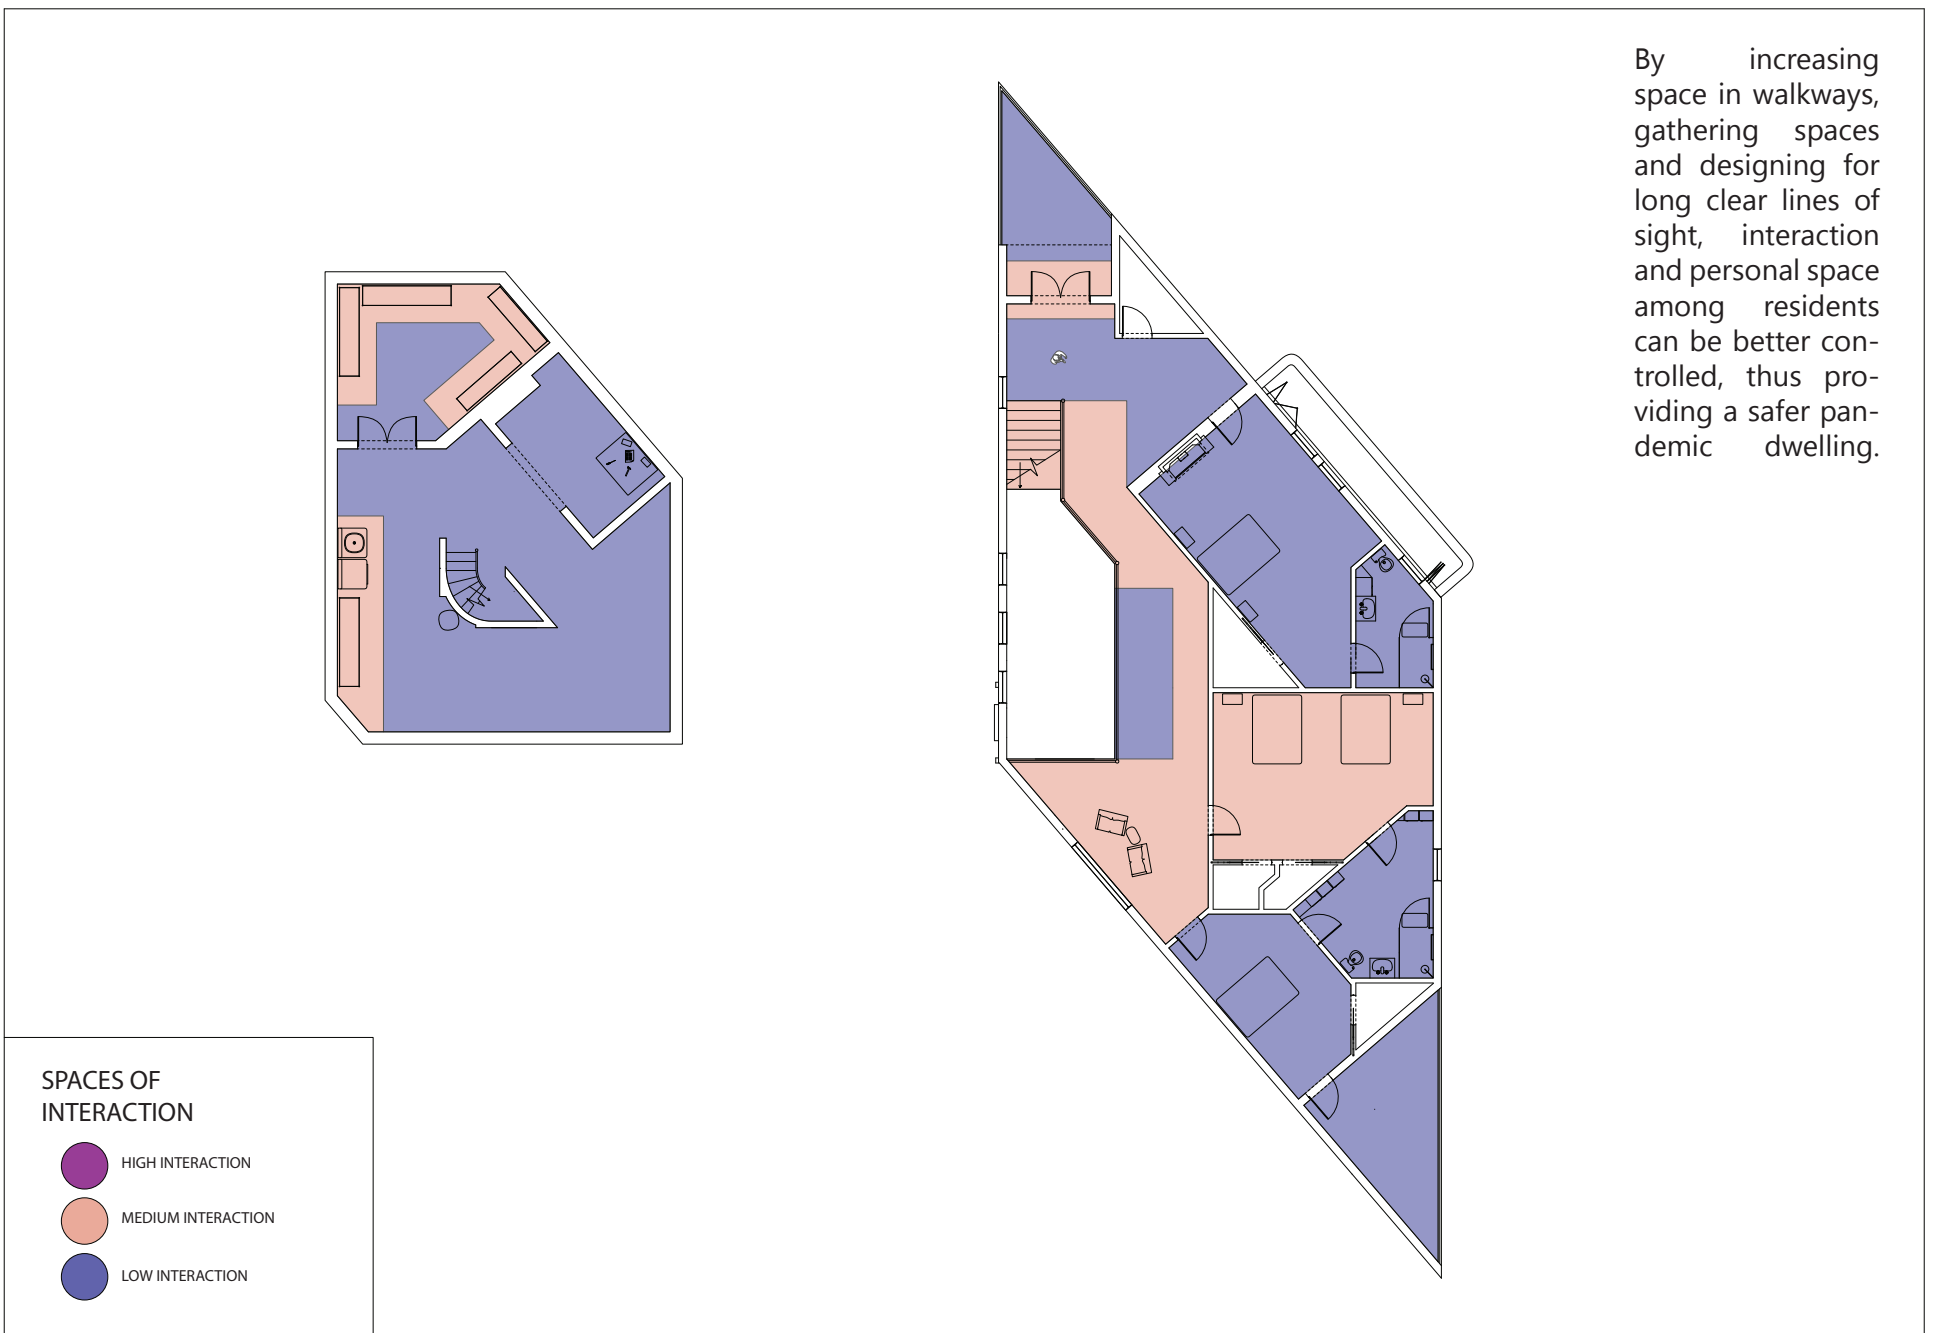 By increasing
space in walkways,
gathering spaces
and designing for
long clear lines of
sight, interaction
and personal space
among residents
can be better con-
trolled, thus pro-
viding a safer pan-
demic dwelling.
SPACES OF
INTERACTION
HIGH INTERACTION
MEDIUM INTERACTION
LOW INTERACTION